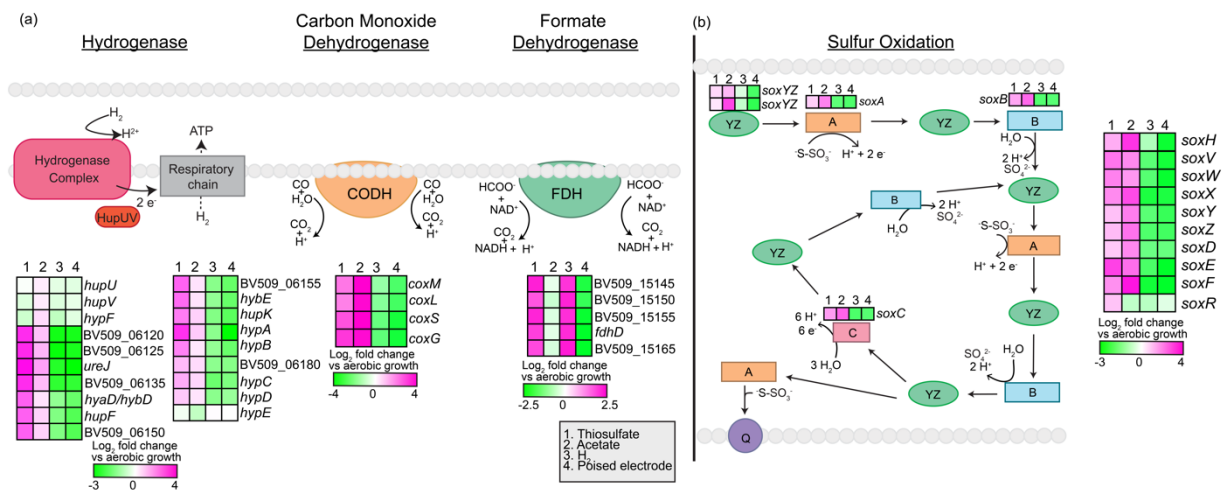 (a)
Hydrogenase
Carbon Monoxide
Dehydrogenase
Formate
Dehydrogenase
H2
H2+
Hydrogenase
Complex
2 e-
HupUV
ATP
Respiratory
chain
H2
CO
+
H2O
CODH
CO
+
H2O
CO2
+
H+
CO2
+
H+
HCOO-
+
NAD+
FDH
HCOO-
+
NAD+
CO2
+
NADH + H+
CO2
+
NADH + H+
1 2 3 4
hupU
hupV
hypF
BV509_06120
BV509_06125
ureJ
BV509_06135
hyaD/hybD
hupF
BV509_06150
Log2 fold change
vs aerobic growth
-3 4
1 2 3 4
BV509_06155
hybE
hupK
hypA
hypB
BV509_06180
hypC
hypD
hypE
1 2 3 4
coxM
coxL
coxS
coxG
Log2 fold change
vs aerobic growth
-4 4
1 2 3 4
BV509_15145
BV509_15150
BV509_15155
fdhD
BV509_15165
Log2 fold change
vs aerobic growth
-2.5 2.5
1. Thiosulfate
2. Acetate
3. H2
4. Poised electrode
(b)
Sulfur Oxidation
1 2 3 4
soxYZ
soxYZ
YZ
1 2 3 4
soxA
A
-S-SO3-
H+ + 2 e-
YZ
1 2 3 4
soxB
B
H2O
2 H+
SO42-
YZ
B
H2O
2 H+
SO42-
-S-SO3-
A
H+ + 2 e-
YZ
YZ
1 2 3 4
soxC
C
6 H+
6 e-
3 H2O
SO42-
2 H+
H2O
B
YZ
A
-S-SO3-
Q
1 2 3 4
soxH
soxV
soxW
soxX
soxY
soxZ
soxD
soxE
soxF
soxR
Log2 fold change
vs aerobic growth
-3 4